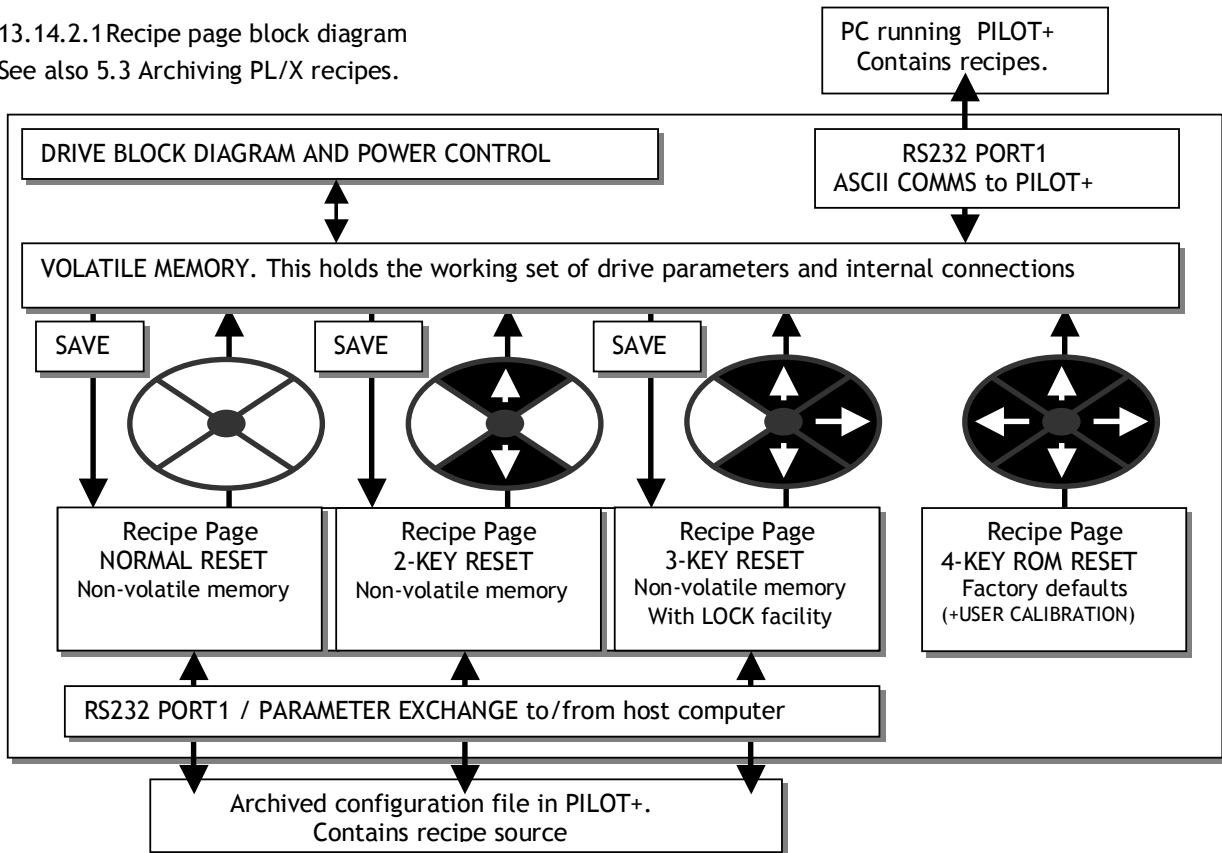 13.14.2.1 Recipe page block diagram
See also 5.3 Archiving PL/X recipes.
PC running PILOT+
Contains recipes.
DRIVE BLOCK DIAGRAM AND POWER CONTROL
RS232 PORT1
ASCII COMMS to PILOT+
VOLATILE MEMORY. This holds the working set of drive parameters and internal connections
SAVE
SAVE
SAVE
Recipe Page
NORMAL RESET
Non-volatile memory
Recipe Page
2-KEY RESET
Non-volatile memory
Recipe Page
3-KEY RESET
Non-volatile memory
With LOCK facility
Recipe Page
4-KEY ROM RESET
Factory defaults
(+USER CALIBRATION)
RS232 PORT1 / PARAMETER EXCHANGE to/from host computer
Archived configuration file in PILOT+.
Contains recipe source